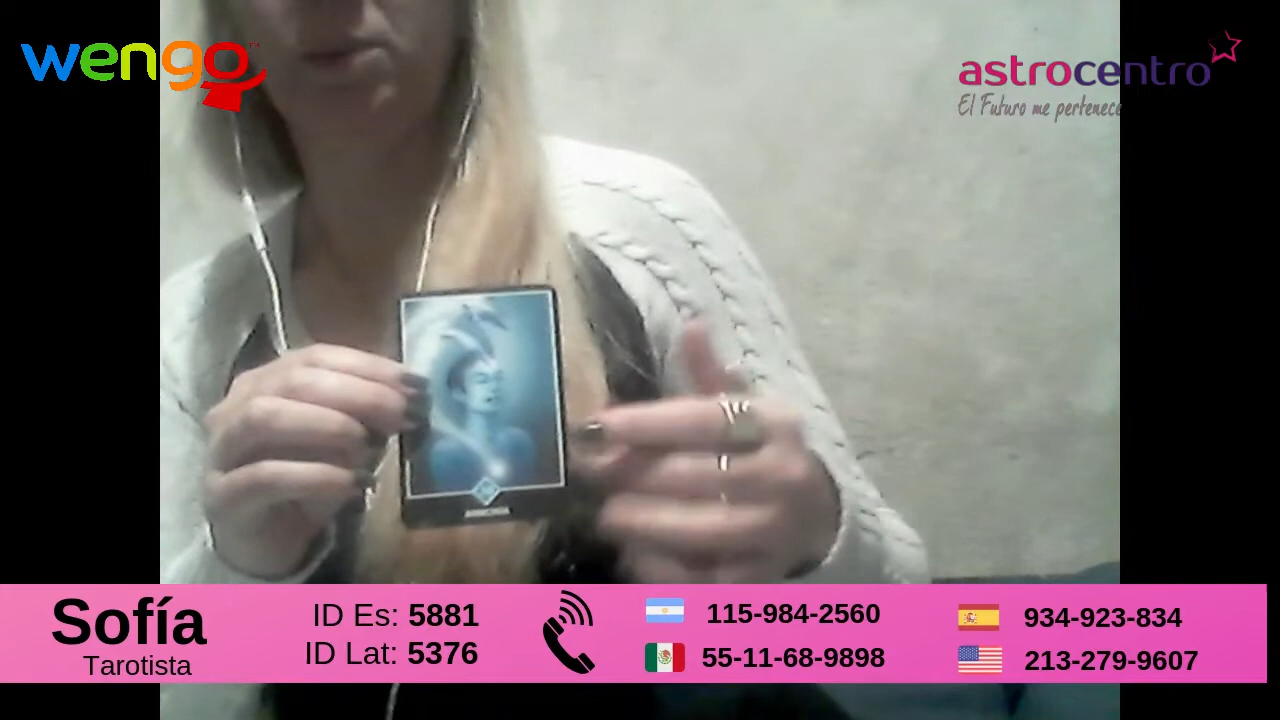 wengo
astrocentro
El Futuro me pertenece
Sofía
Tarotista
ID Es: 5881
ID Lat: 5376
115-984-2560
55-11-68-9898
934-923-834
213-279-9607